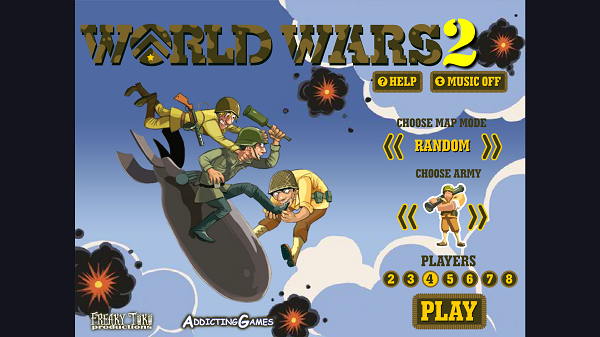 WORLD WARS 2
? HELP
MUSIC OFF
CHOOSE MAP MODE
RANDOM
CHOOSE ARMY
PLAYERS
2 3 4 5 6 7 8
PLAY
FREAKY TOKU
productions
ADDICTINGGAMES